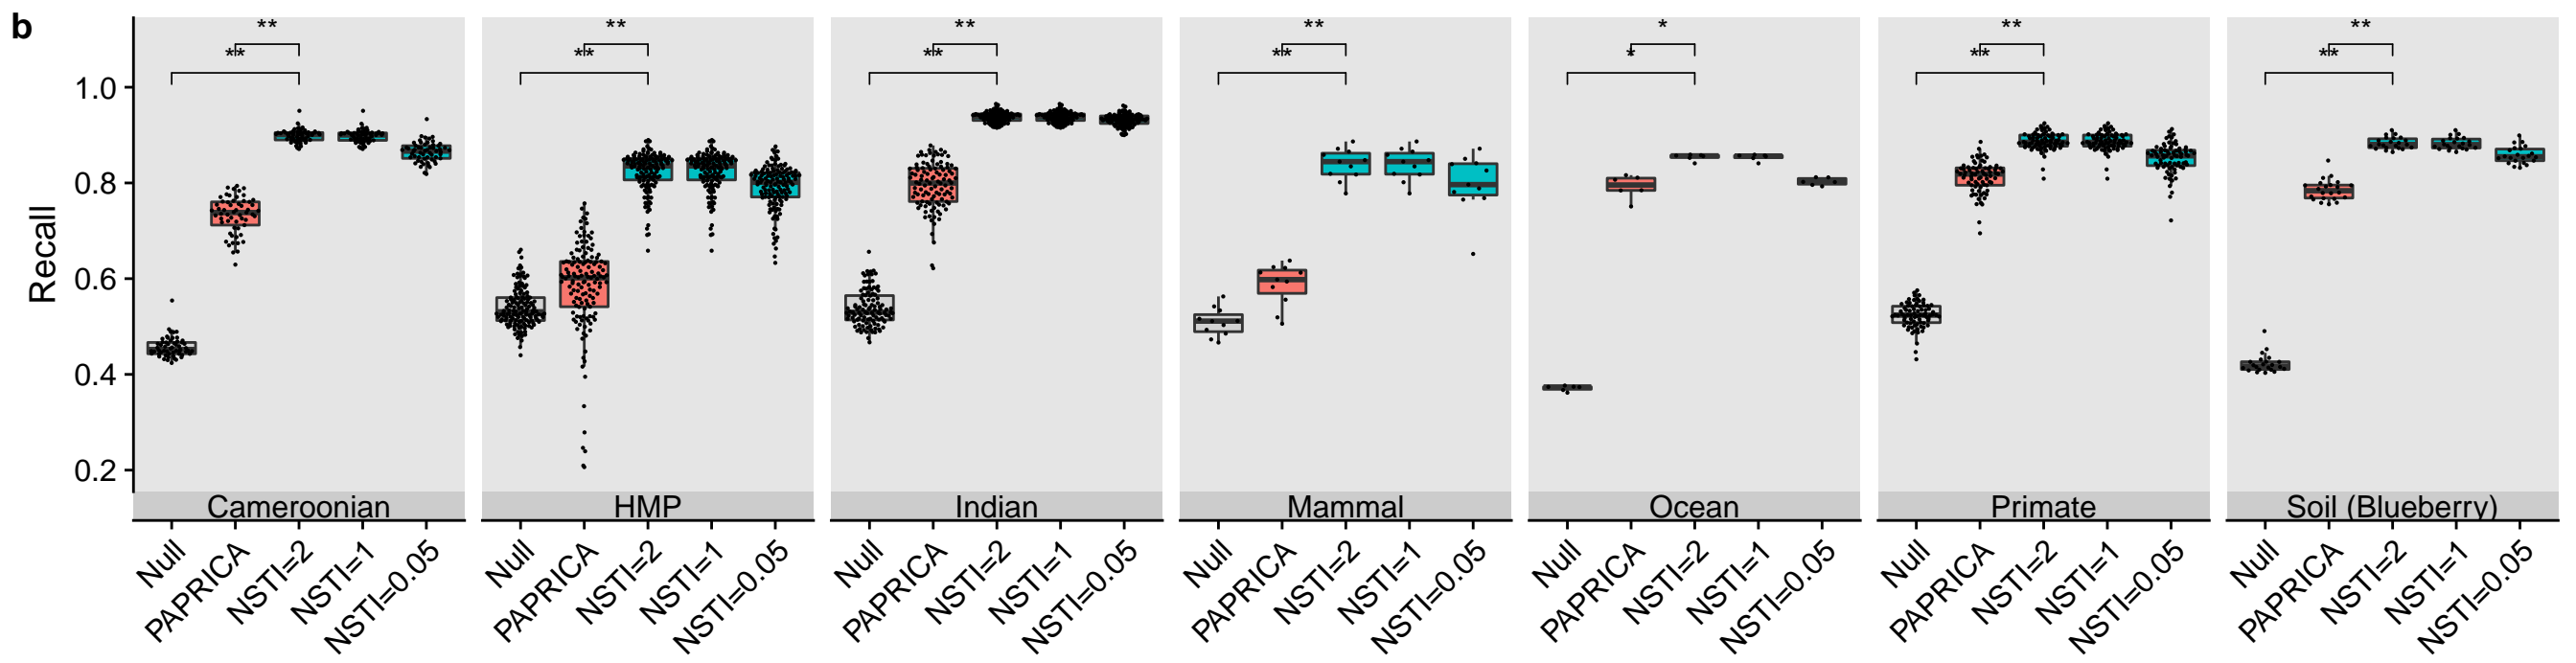 b
** ** ** ** * ** **
** ** ** ** * ** **
Recall
1.0
0.8
0.6
0.4
0.2
Cameroonian HMP Indian Mammal Ocean Primate Soil (Blueberry)
Null PAPRICA NSTI=2 NSTI=1 NSTI=0.05 Null PAPRICA NSTI=2 NSTI=1 NSTI=0.05 Null PAPRICA NSTI=2 NSTI=1 NSTI=0.05 Null PAPRICA NSTI=2 NSTI=1 NSTI=0.05 Null PAPRICA NSTI=2 NSTI=1 NSTI=0.05 Null PAPRICA NSTI=2 NSTI=1 NSTI=0.05 Null PAPRICA NSTI=2 NSTI=1 NSTI=0.05